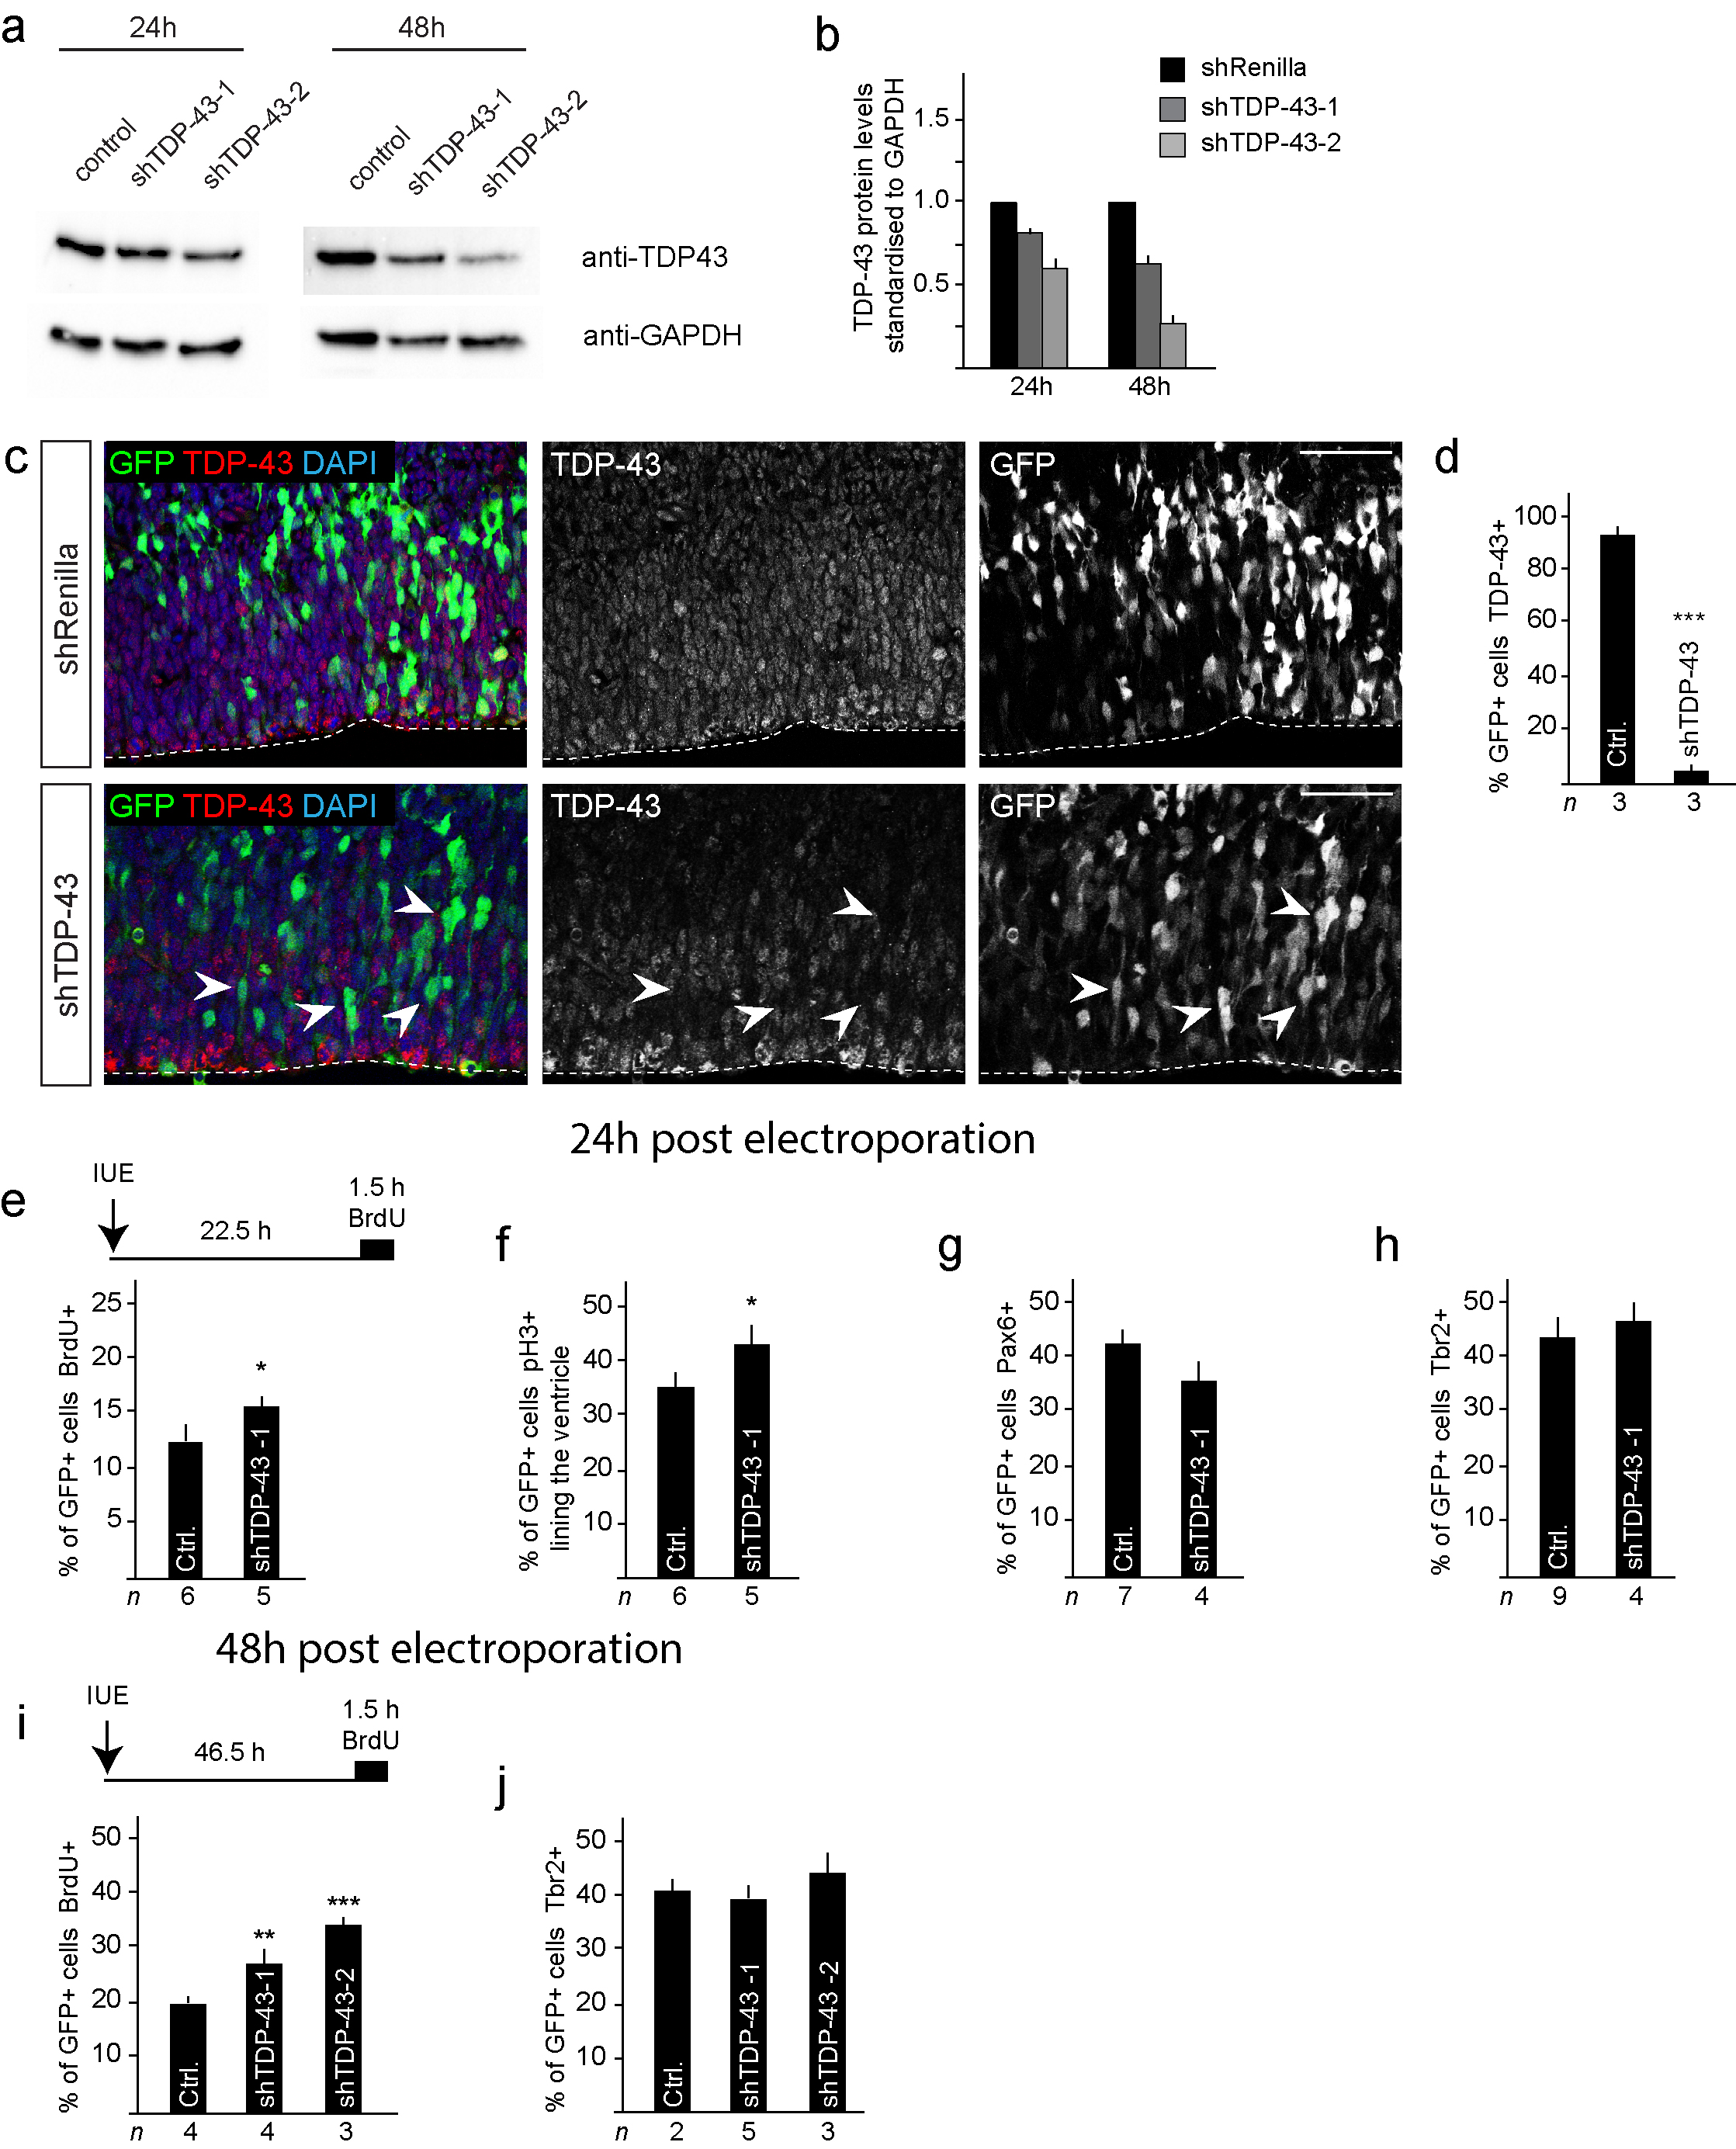 a
24h
48h
control
shTDP-43-1
shTDP-43-2
control
shTDP-43-1
shTDP-43-2
anti-TDP43
anti-GAPDH
b
shRenilla
shTDP-43-1
shTDP-43-2
TDP-43 protein levels
standardised to GAPDH
1.5
1.0
0.5
24h
48h
c
shRenilla
GFP TDP-43 DAPI
TDP-43
GFP
shTDP-43
GFP TDP-43 DAPI
TDP-43
GFP
d
% GFP+ cells TDP-43+
100
80
60
40
20
***
Ctrl.
shTDP-43
n 3 3
24h post electroporation
e
IUE
22.5 h
1.5 h
BrdU
% of GFP+ cells BrdU+
25
20
15
10
5
*
Ctrl.
shTDP-43 -1
n 6 5
f
% of GFP+ cells pH3+
lining the ventricle
50
40
30
20
10
*
Ctrl.
shTDP-43 -1
n 6 5
g
% of GFP+ cells Pax6+
50
40
30
20
10
Ctrl.
shTDP-43 -1
n 7 4
h
% of GFP+ cells Tbr2+
50
40
30
20
10
Ctrl.
shTDP-43 -1
n 9 4
48h post electroporation
i
IUE
46.5 h
1.5 h
BrdU
% of GFP+ cells BrdU+
50
40
30
20
10
**
***
Ctrl.
shTDP-43-1
shTDP-43-2
n 4 4 3
j
% of GFP+ cells Tbr2+
50
40
30
20
10
Ctrl.
shTDP-43 -1
shTDP-43 -2
n 2 5 3